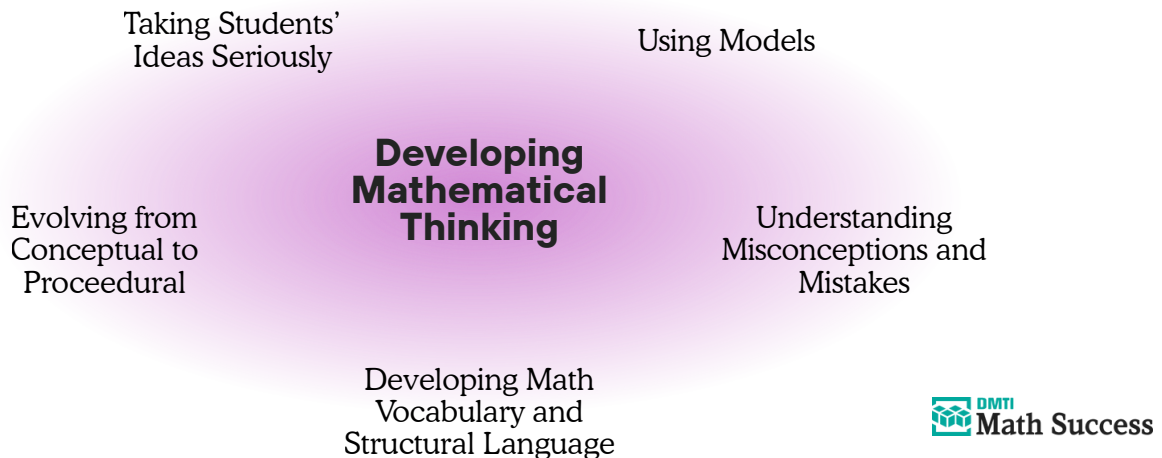 Taking Students'
Ideas Seriously
Using Models
Developing
Mathematical
Thinking
Evolving from
Conceptual to
Proceedural
Understanding
Misconceptions and
Mistakes
Developing Math
Vocabulary and
Structural Language
DMTI
Math Success